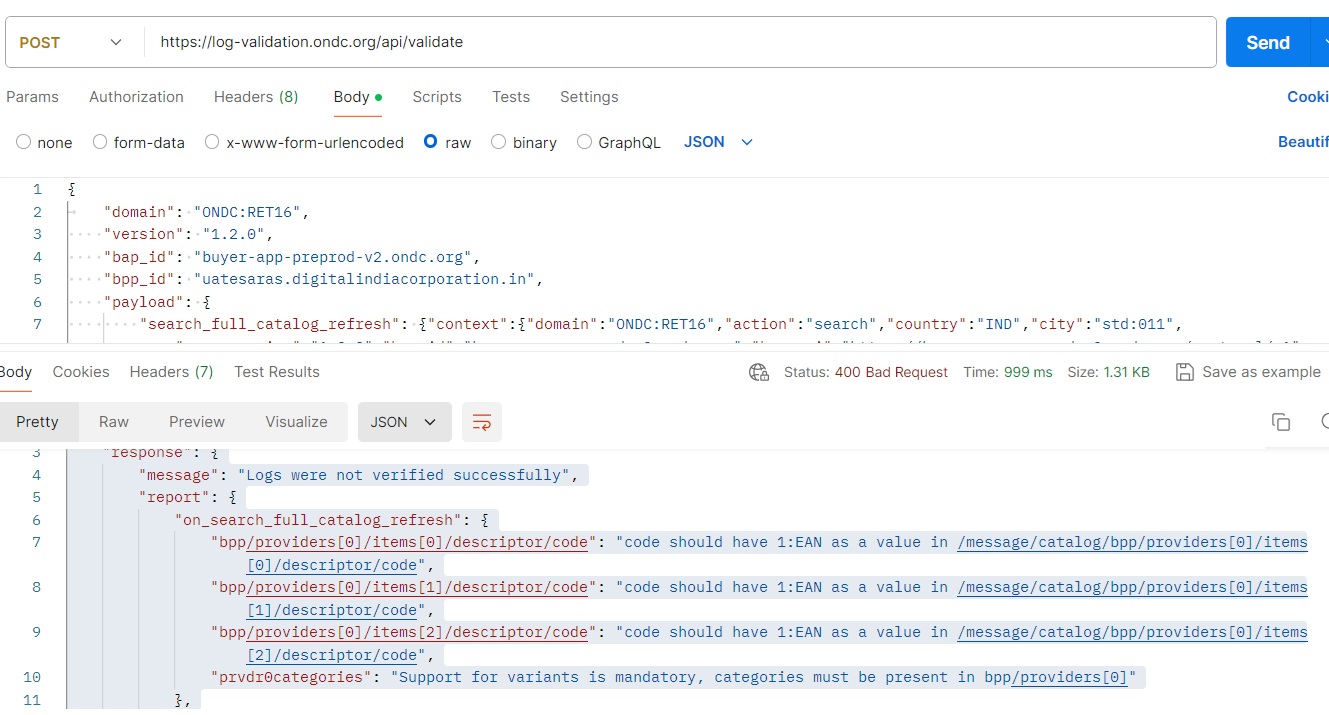 POST https://log-validation.ondc.org/api/validate Send
Params Authorization Headers (8) Body Scripts Tests Settings Cooki
none form-data x-www-form-urlencoded raw binary GraphQL JSON Beautif
1 {
2 "domain": "ONDC:RET16",
3 "version": "1.2.0",
4 "bap_id": "buyer-app-preprod-v2.ondc.org",
5 "bpp_id": "uatesaras.digitalindiacorporation.in",
6 "payload": {
7 "search_full_catalog_refresh": {"context":{"domain":"ONDC:RET16","action":"search","country":"IND","city":"std:011",
Body Cookies Headers (7) Test Results Status: 400 Bad Request Time: 999 ms Size: 1.31 KB Save as example
Pretty Raw Preview Visualize JSON
3 "response": {
4 "message": "Logs were not verified successfully",
5 "report": {
6 "on_search_full_catalog_refresh": {
7 "bpp/providers[0]/items[0]/descriptor/code": "code should have 1:EAN as a value in /message/catalog/bpp/providers[0]/items
[0]/descriptor/code",
8 "bpp/providers[0]/items[1]/descriptor/code": "code should have 1:EAN as a value in /message/catalog/bpp/providers[0]/items
[1]/descriptor/code",
9 "bpp/providers[0]/items[2]/descriptor/code": "code should have 1:EAN as a value in /message/catalog/bpp/providers[0]/items
[2]/descriptor/code",
10 "prvdr0categories": "Support for variants is mandatory, categories must be present in bpp/providers[0]"
11 },